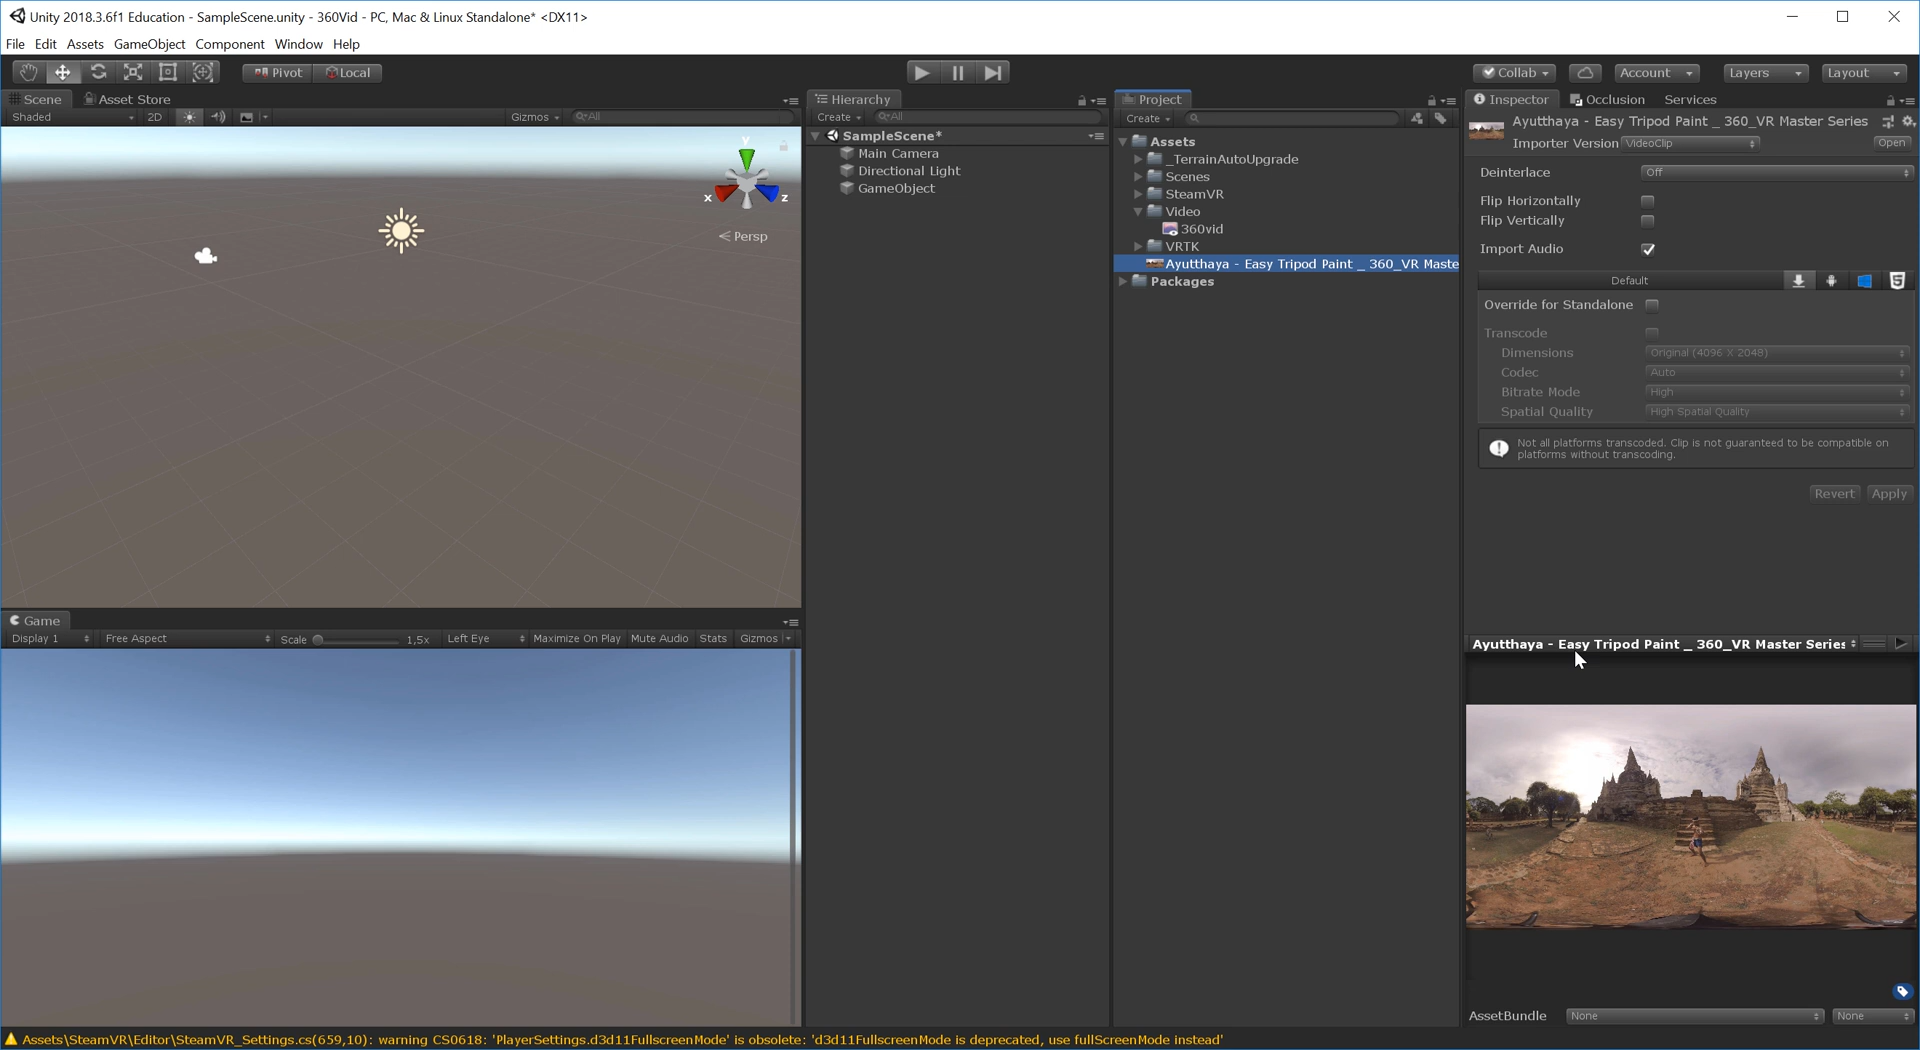 Unity 2018.3.6f1 Education - SampleScene.unity - 360Vid - PC, Mac & Linux Standalone* <DX11>
File Edit Assets GameObject Component Window Help
Pivot Local Collab Account Layers Layout
Scene Asset Store
Shaded 2D Gizmos All
Hierarchy
Create All
SampleScene*
Main Camera
Directional Light
GameObject
Project
Create
Assets
_TerrainAutoUpgrade
Scenes
SteamVR
Video
360vid
VRTK
Ayutthaya - Easy Tripod Paint _ 360_VR Maste
Packages
Inspector Occlusion Services
Ayutthaya - Easy Tripod Paint _ 360_VR Master Series
Importer Version VideoClip Open
Deinterlace Off
Flip Horizontally
Flip Vertically
Import Audio
Default
Override for Standalone
Transcode
Dimensions Original (4096 X 2048)
Codec Auto
Bitrate Mode High
Spatial Quality High Spatial Quality
Not all platforms transcoded. Clip is not guaranteed to be compatible on
platforms without transcoding.
Revert Apply
Ayutthaya - Easy Tripod Paint _ 360_VR Master Series
AssetBundle None None
x y z
Persp
Game
Display 1 Free Aspect Scale 1,5x Left Eye Maximize On Play Mute Audio Stats Gizmos
Assets\SteamVR\Editor\SteamVR_Settings.cs(659,10): warning CS0618: 'PlayerSettings.d3d11FullscreenMode' is obsolete: 'd3d11FullscreenMode is deprecated, use fullScreenMode instead'